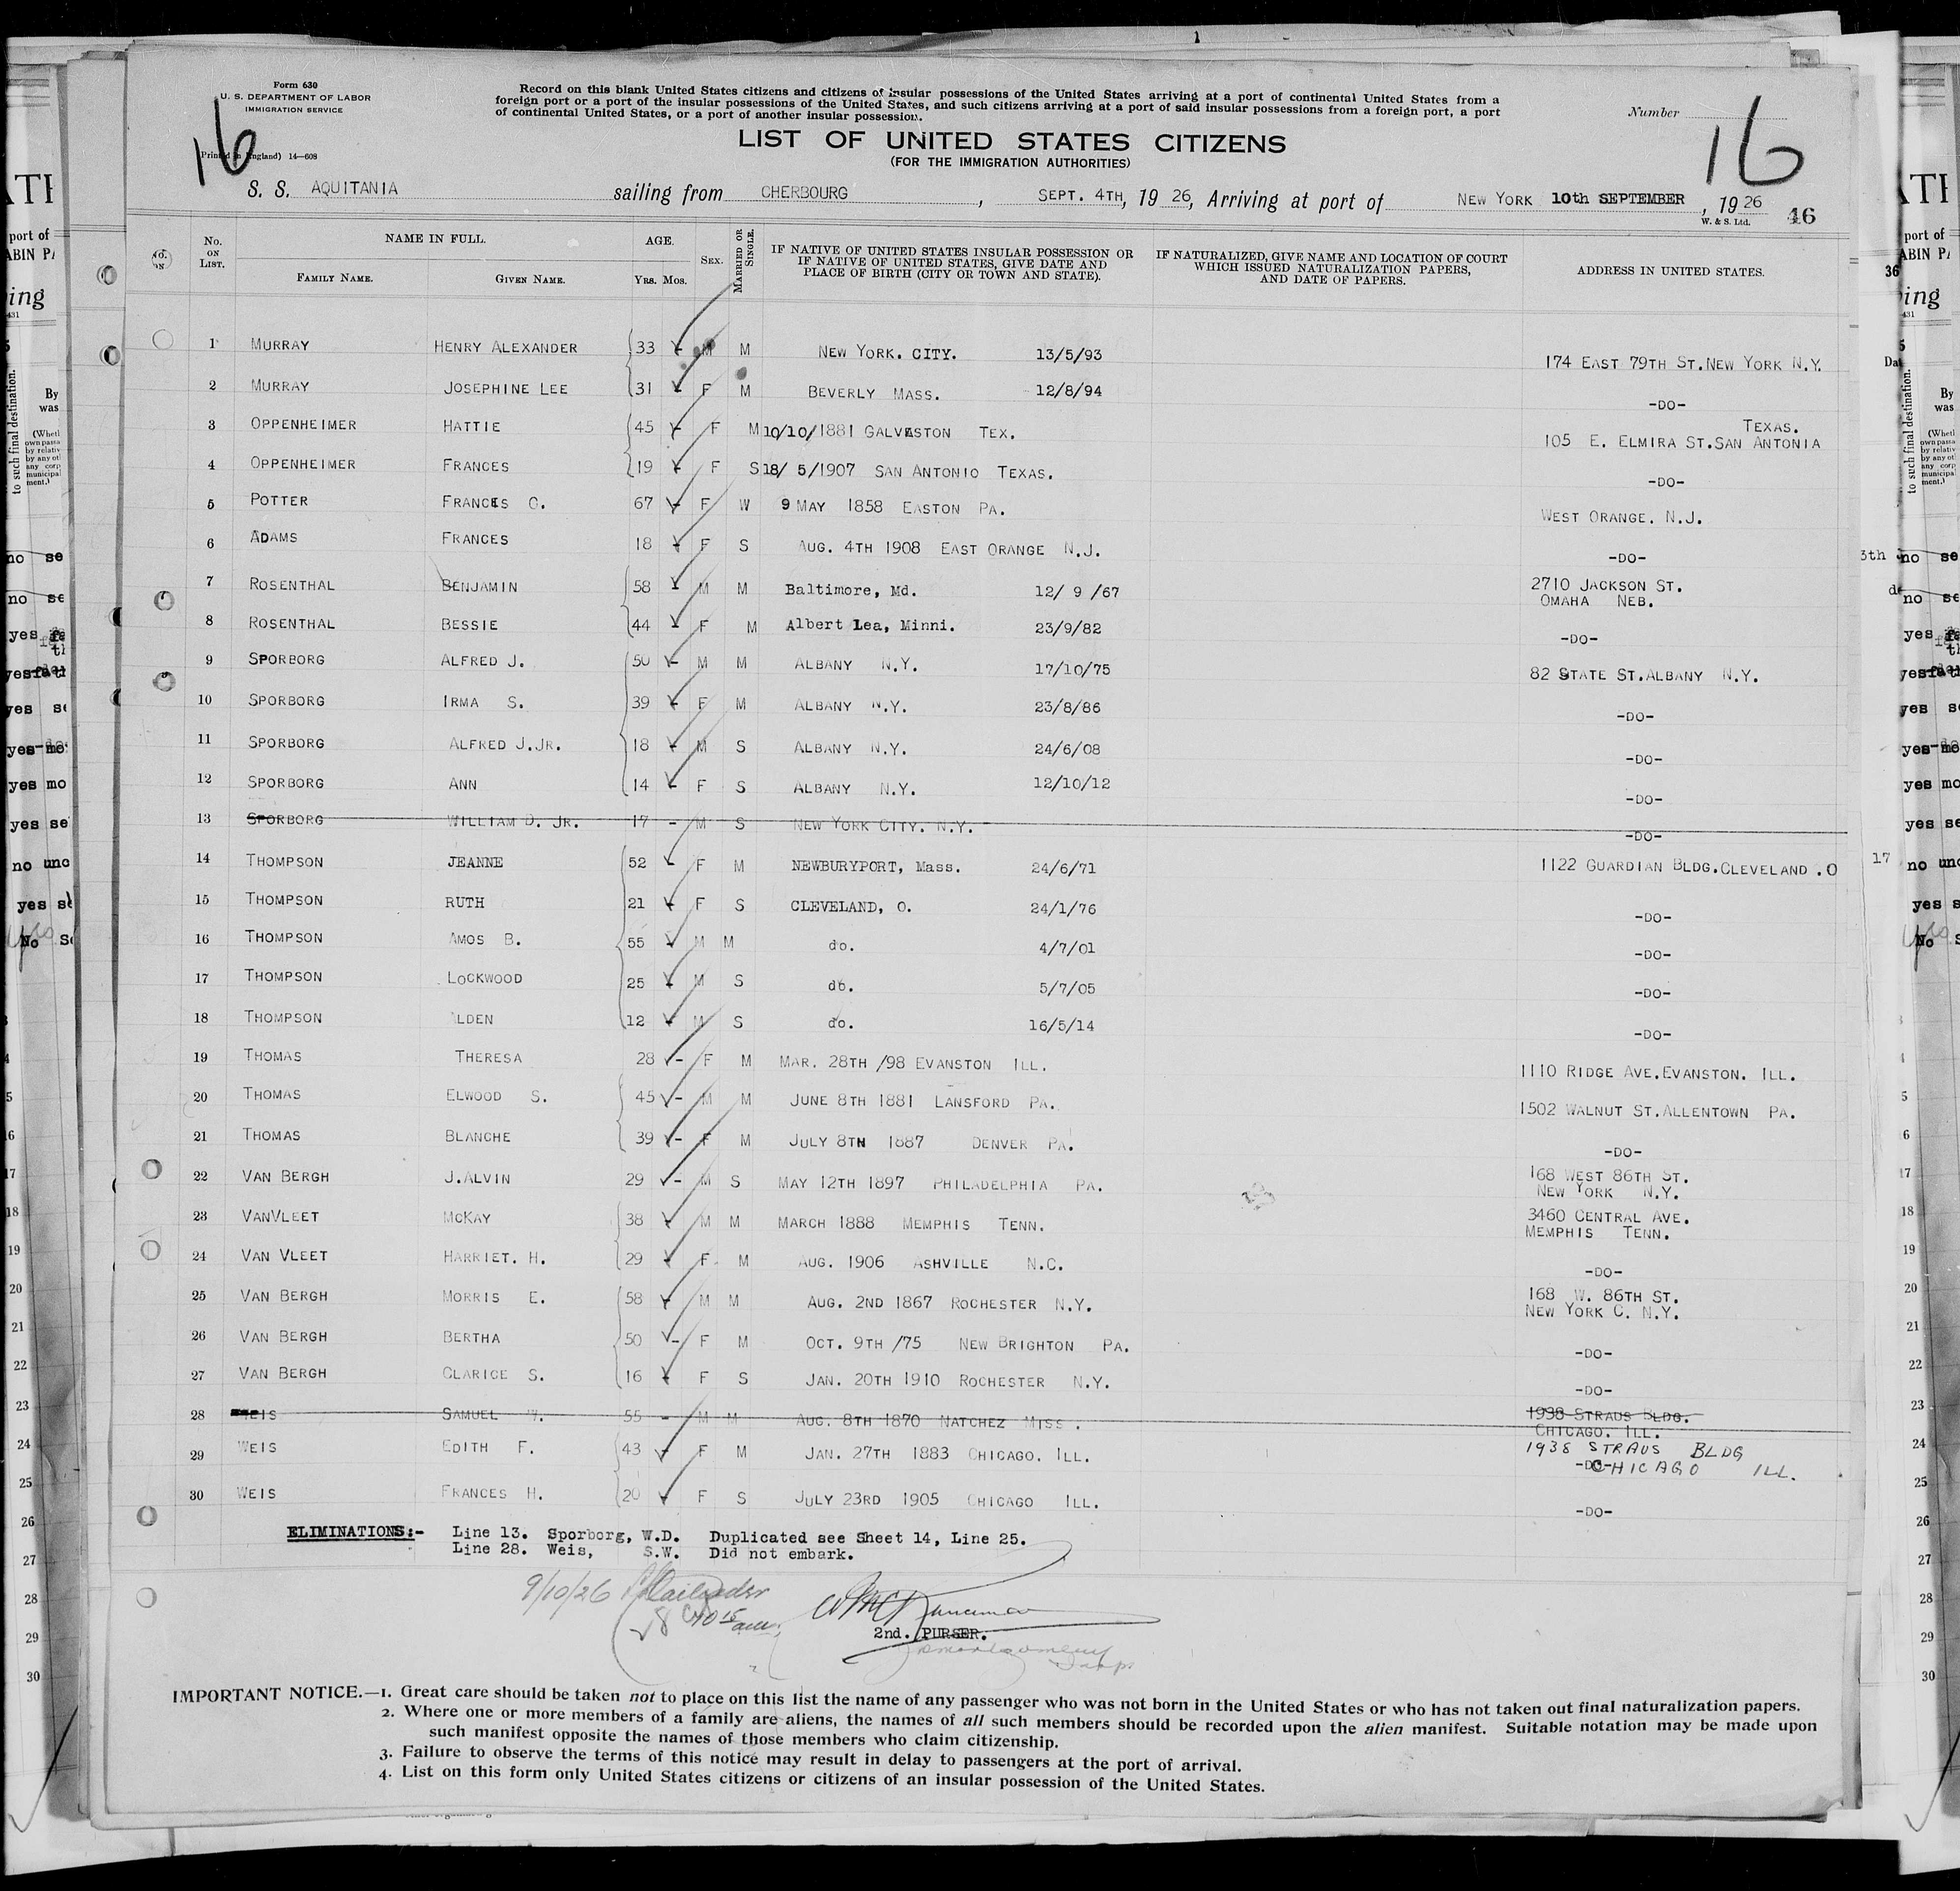 Form 630
U. S. DEPARTMENT OF LABOR
IMMIGRATION SERVICE
(Printed in England) 14—608
16
Record on this blank United States citizens and citizens of insular possessions of the United States arriving at a port of continental United States from a
foreign port or a port of the insular possessions of the United States, and such citizens arriving at a port of said insular possessions from a foreign port, a port
of continental United States, or a port of another insular possession.
Number
16
LIST OF UNITED STATES CITIZENS
(FOR THE IMMIGRATION AUTHORITIES)
S. S. AQUITANIA sailing from CHERBOURG, SEPT. 4TH, 19 26, Arriving at port of NEW YORK 10th SEPTEMBER, 19 26
W. & S. Ltd. 46
No. ON LIST. NAME IN FULL. AGE. SEX. MARRIED OR SINGLE. IF NATIVE OF UNITED STATES INSULAR POSSESSION OR IF NATIVE OF UNITED STATES, GIVE DATE AND PLACE OF BIRTH (CITY OR TOWN AND STATE). IF NATURALIZED, GIVE NAME AND LOCATION OF COURT WHICH ISSUED NATURALIZATION PAPERS, AND DATE OF PAPERS. ADDRESS IN UNITED STATES.
FAMILY NAME. GIVEN NAME. YRS. MOS.
1 MURRAY HENRY ALEXANDER 33 - M M NEW YORK. CITY. 13/5/93 174 EAST 79TH ST.NEW YORK N.Y.
2 MURRAY JOSEPHINE LEE 31 - F M BEVERLY MASS. 12/8/94 -DO-
3 OPPENHEIMER HATTIE 45 - F M 10/10/1881 GALVESTON TEX. 105 E. ELMIRA ST.SAN ANTONIA TEXAS.
4 OPPENHEIMER FRANCES 19 - F S 18/ 5/1907 SAN ANTONIO TEXAS. -DO-
5 POTTER FRANCES C. 67 - F W 9 MAY 1858 EASTON PA. WEST ORANGE. N.J.
6 ADAMS FRANCES 18 - F S AUG. 4TH 1908 EAST ORANGE N.J. -DO-
7 ROSENTHAL BENJAMIN 58 - M M Baltimore, Md. 12/ 9 /67 2710 JACKSON ST. OMAHA NEB.
8 ROSENTHAL BESSIE 44 - F M Albert Lea, Minni. 23/9/82 -DO-
9 SPORBORG ALFRED J. 50 - M M ALBANY N.Y. 17/10/75 82 STATE ST.ALBANY N.Y.
10 SPORBORG IRMA S. 39 - F M ALBANY N.Y. 23/8/86 -DO-
11 SPORBORG ALFRED J.JR. 18 - M S ALBANY N.Y. 24/6/08 -DO-
12 SPORBORG ANN 14 - F S ALBANY N.Y. 12/10/12 -DO-
13 SPORBORG WILLIAM D. JR. 17 - M S NEW YORK CITY. N.Y. -DO-
14 THOMPSON JEANNE 52 - F M NEWBURYPORT, Mass. 24/6/71 1122 GUARDIAN BLDG.CLEVELAND .O
15 THOMPSON RUTH 21 - F S CLEVELAND, O. 24/1/76 -DO-
16 THOMPSON AMOS B. 55 - M M do. 4/7/01 -DO-
17 THOMPSON LOCKWOOD 25 - M S do. 5/7/05 -DO-
18 THOMPSON ALDEN 12 - M S do. 16/5/14 -DO-
19 THOMAS THERESA 28 - F M MAR. 28TH /98 EVANSTON ILL. 1110 RIDGE AVE.EVANSTON. ILL.
20 THOMAS ELWOOD S. 45 - M M JUNE 8TH 1881 LANSFORD PA. 1502 WALNUT ST.ALLENTOWN PA.
21 THOMAS BLANCHE 39 - F M JULY 8TH 1887 DENVER PA. -DO-
22 VAN BERGH J.ALVIN 29 - M S MAY 12TH 1897 PHILADELPHIA PA. 168 WEST 86TH ST. NEW YORK N.Y.
23 VANVLEET MCKAY 38 - M M MARCH 1888 MEMPHIS TENN. 3460 CENTRAL AVE. MEMPHIS TENN.
24 VAN VLEET HARRIET. H. 29 - F M AUG. 1906 ASHVILLE N.C. -DO-
25 VAN BERGH MORRIS E. 58 - M M AUG. 2ND 1867 ROCHESTER N.Y. 168 W. 86TH ST. NEW YORK C. N.Y.
26 VAN BERGH BERTHA 50 - F M OCT. 9TH /75 NEW BRIGHTON PA. -DO-
27 VAN BERGH CLARICE S. 16 - F S JAN. 20TH 1910 ROCHESTER N.Y. -DO-
28 WEIS SAMUEL W. 55 - M M AUG. 8TH 1870 NATCHEZ MISS. 1938 STRAUS BLDG. CHICAGO. ILL.
29 WEIS EDITH F. 43 - F M JAN. 27TH 1883 CHICAGO. ILL. 1938 STRAUS BLDG -DO- CHICAGO ILL.
30 WEIS FRANCES H. 20 - F S JULY 23RD 1905 CHICAGO ILL. -DO-
ELIMINATIONS:- Line 13. Sporborg, W.D. Duplicated see Sheet 14, Line 25.
Line 28. Weis, S.W. Did not embark.
9/10/26
2nd. PURSER.
IMPORTANT NOTICE.—1. Great care should be taken not to place on this list the name of any passenger who was not born in the United States or who has not taken out final naturalization papers.
2. Where one or more members of a family are aliens, the names of all such members should be recorded upon the alien manifest. Suitable notation may be made upon
such manifest opposite the names of those members who claim citizenship.
3. Failure to observe the terms of this notice may result in delay to passengers at the port of arrival.
4. List on this form only United States citizens or citizens of an insular possession of the United States.